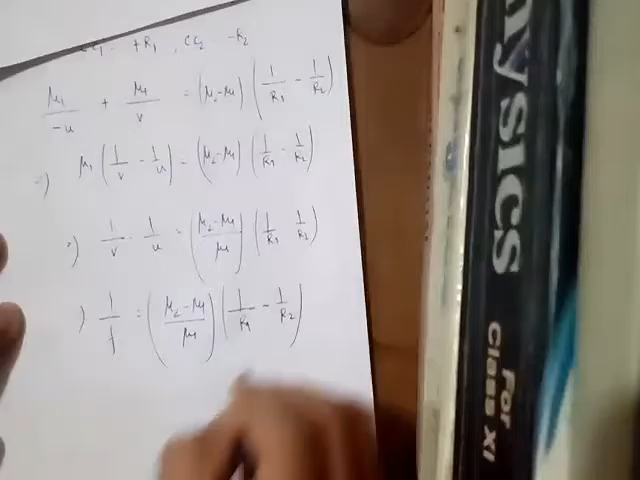 +R₁ , CC₂ -R₂
μ₁/-u + μ₁/v = (μ₂-μ₁) (1/R₁ - 1/R₂)
⇒) μ₁ (1/v - 1/u) = (μ₂-μ₁) (1/R₁ - 1/R₂)
⇒) 1/v - 1/u = (μ₂-μ₁/μ₁) (1/R₁ 1/R₂)
) 1/f = (μ₂-μ₁/μ₁) (1/R₁ - 1/R₂)
YSICS
For
Class XI